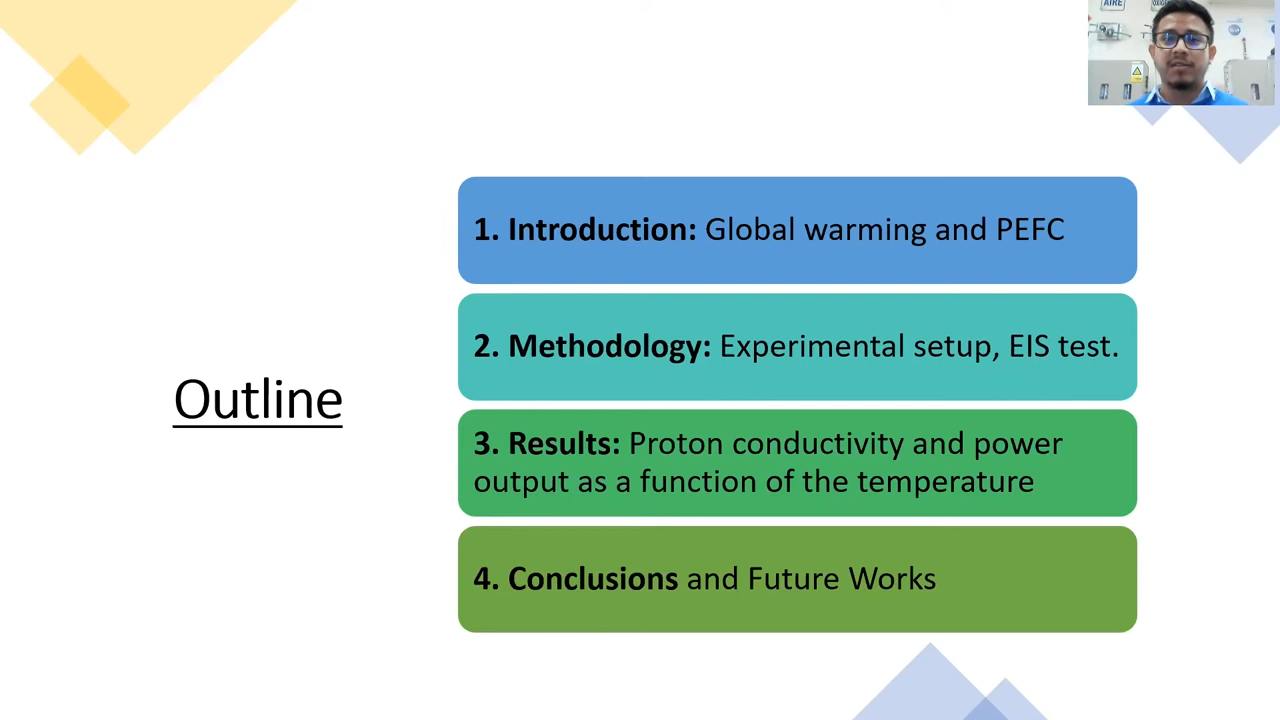 AIRE
Outline
1. Introduction: Global warming and PEFC
2. Methodology: Experimental setup, EIS test.
3. Results: Proton conductivity and power
output as a function of the temperature
4. Conclusions and Future Works